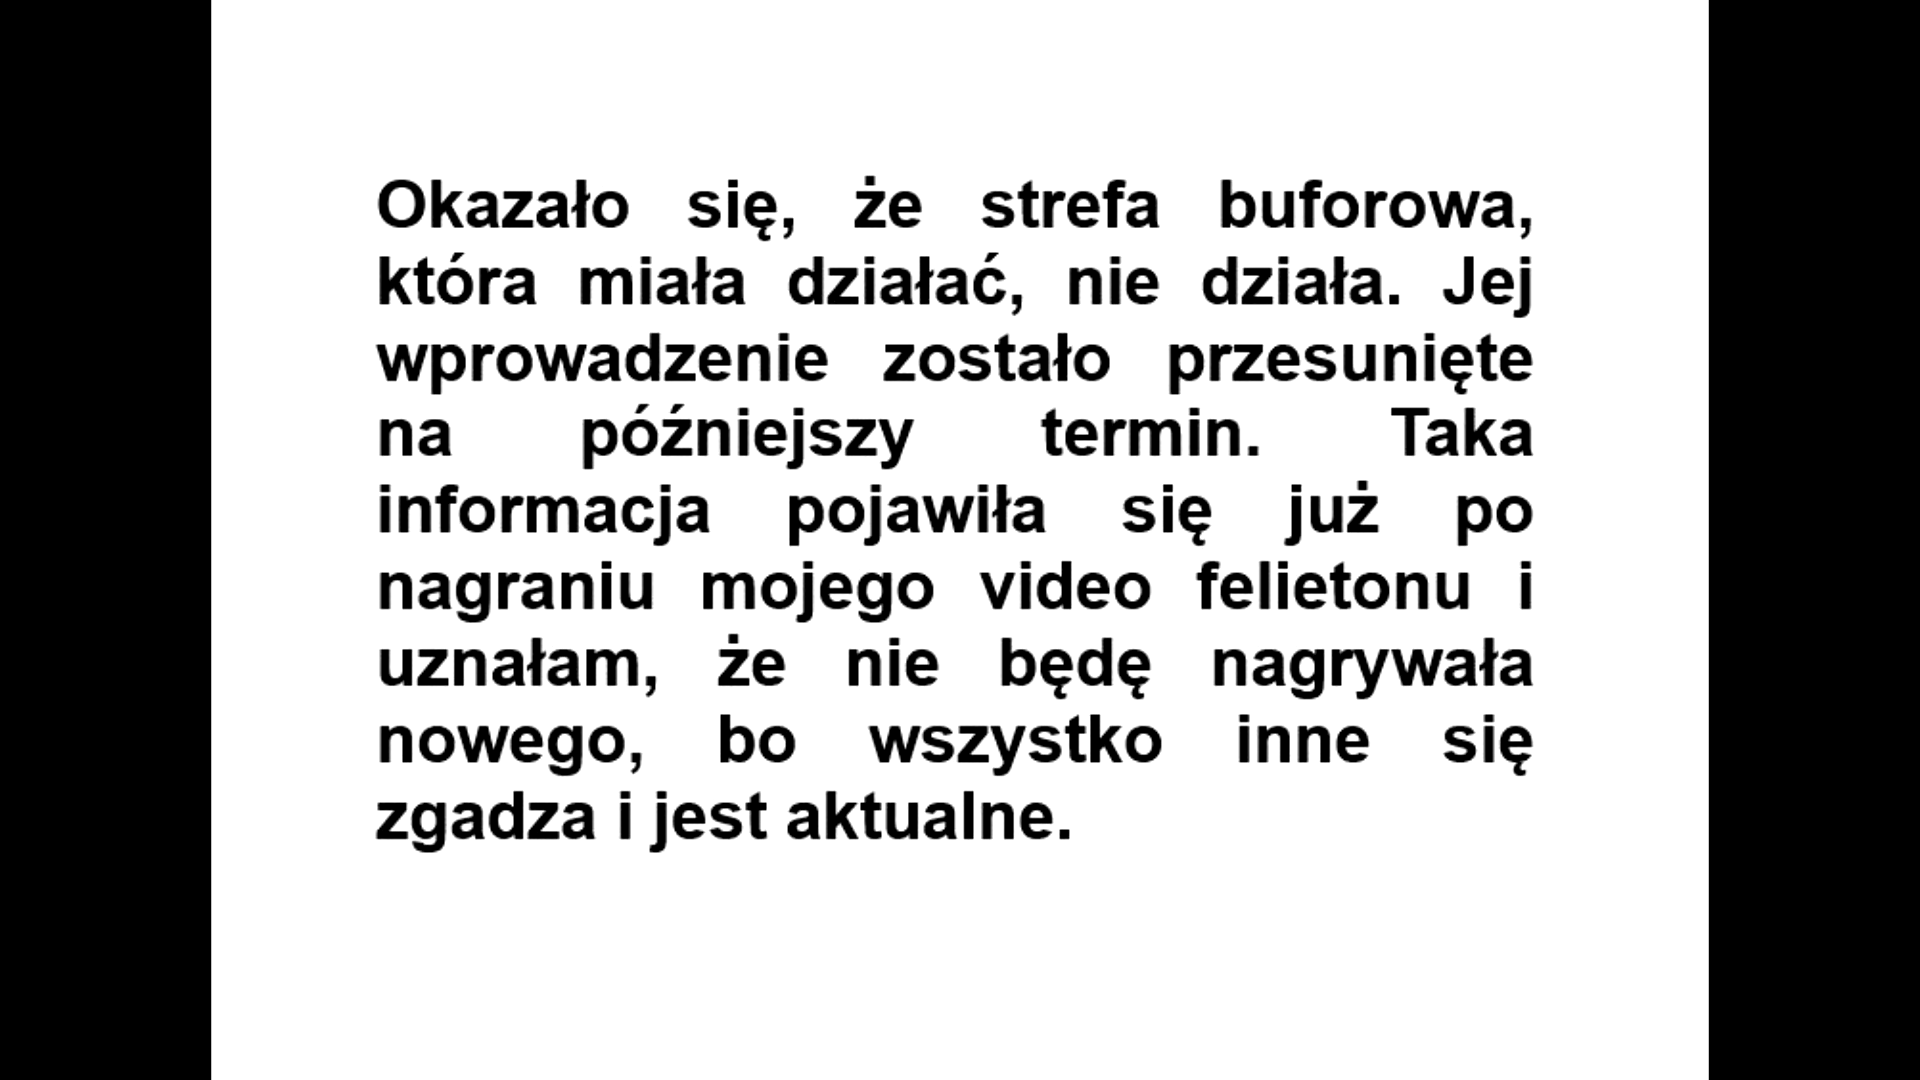 Okazało się, że strefa buforowa,
która miała działać, nie działa. Jej
wprowadzenie zostało przesunięte
na późniejszy termin. Taka
informacja pojawiła się już po
nagraniu mojego video felietonu i
uznałam, że nie będę nagrywała
nowego, bo wszystko inne się
zgadza i jest aktualne.